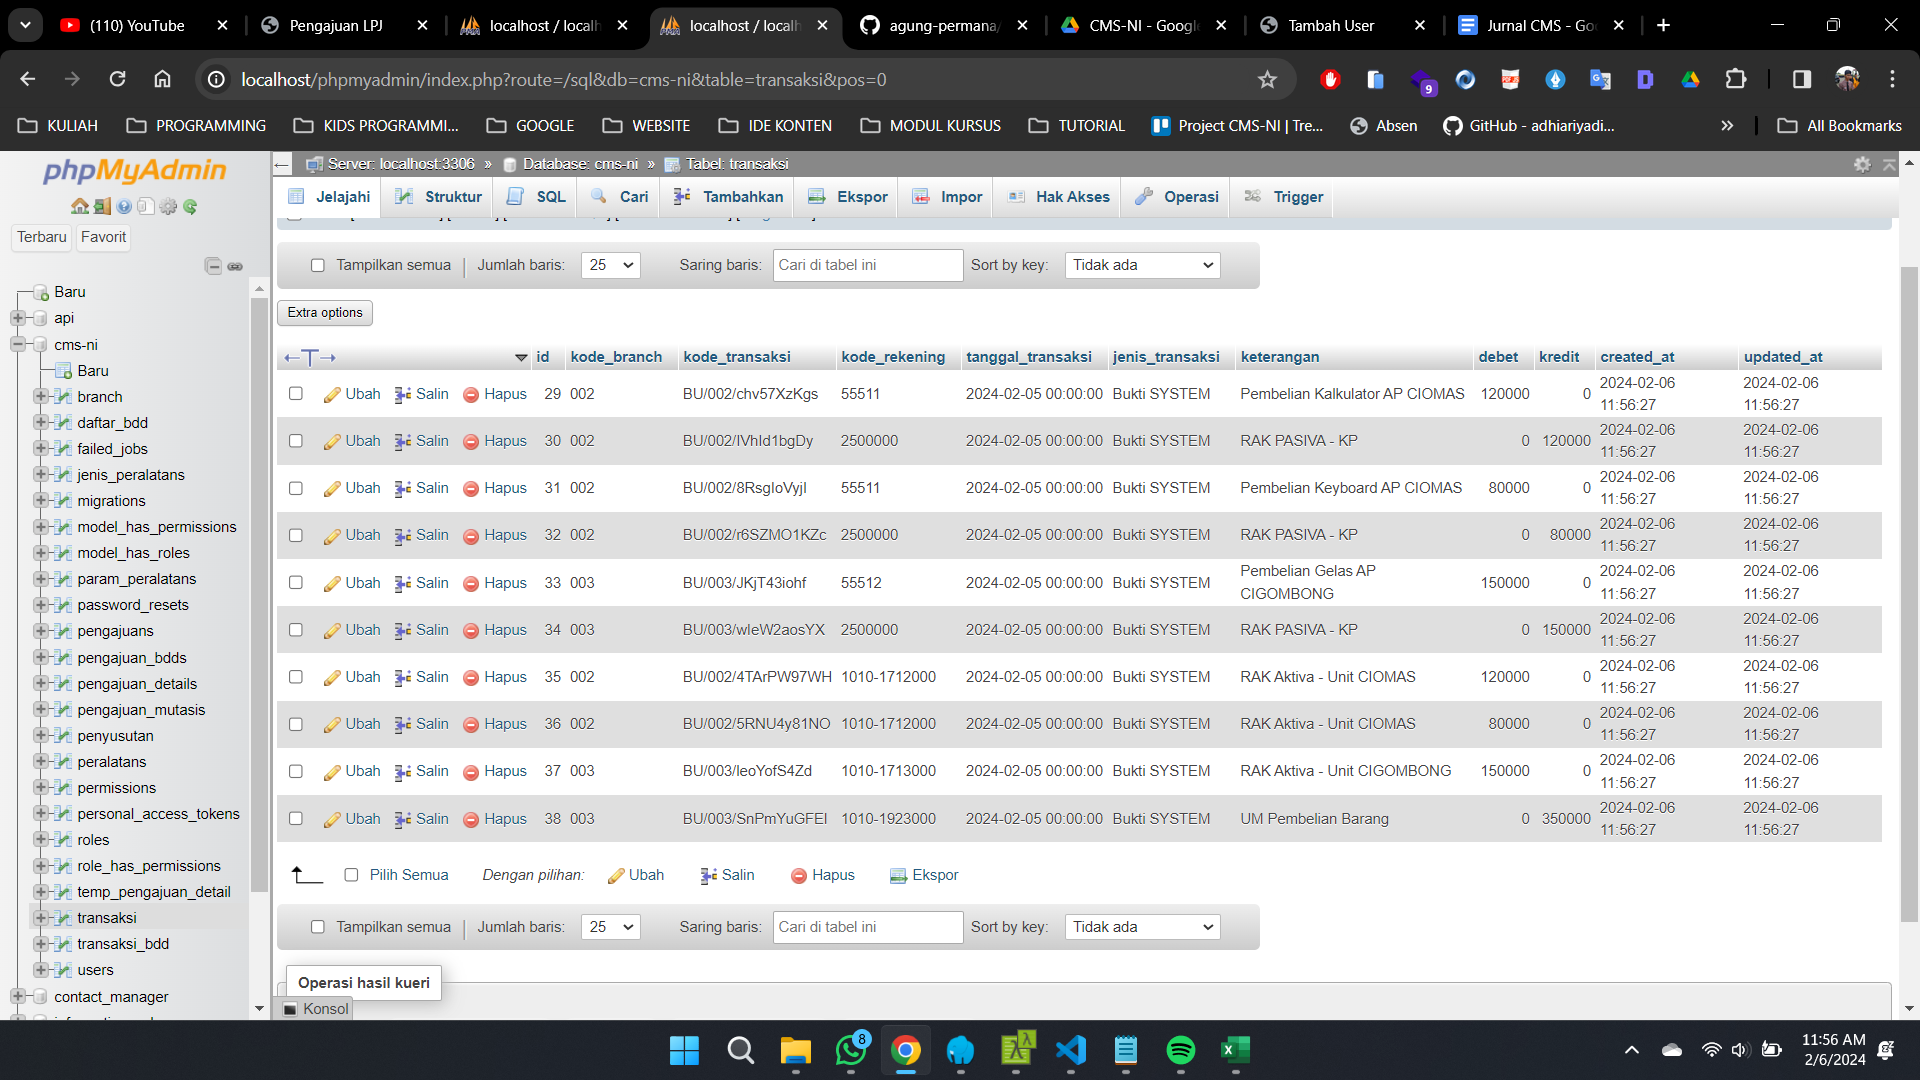 (110) YouTube
Pengajuan LPJ
localhost / localh
localhost / localh
agung-permana/
CMS-NI - Google
Tambah User
Jurnal CMS - Go
localhost/phpmyadmin/index.php?route=/sql&db=cms-ni&table=transaksi&pos=0
9
KULIAH
PROGRAMMING
KIDS PROGRAMMI...
GOOGLE
WEBSITE
IDE KONTEN
MODUL KURSUS
TUTORIAL
Project CMS-NI | Tre...
Absen
GitHub - adhiariyadi...
All Bookmarks
phpMyAdmin
Terbaru Favorit
Baru
api
cms-ni
Baru
branch
daftar_bdd
failed_jobs
jenis_peralatans
migrations
model_has_permissions
model_has_roles
param_peralatans
password_resets
pengajuans
pengajuan_bdds
pengajuan_details
pengajuan_mutasis
penyusutan
peralatans
permissions
personal_access_tokens
roles
role_has_permissions
temp_pengajuan_detail
transaksi
transaksi_bdd
users
contact_manager
Server: localhost:3306 » Database: cms-ni » Tabel: transaksi
Jelajahi Struktur SQL Cari Tambahkan Ekspor Impor Hak Akses Operasi Trigger
Tampilkan semua | Jumlah baris: 25 Saring baris: Cari di tabel ini Sort by key: Tidak ada
Extra options
←T→ id kode_branch kode_transaksi kode_rekening tanggal_transaksi jenis_transaksi keterangan debet kredit created_at updated_at
Ubah Salin Hapus 29 002 BU/002/chv57XzKgs 55511 2024-02-05 00:00:00 Bukti SYSTEM Pembelian Kalkulator AP CIOMAS 120000 0 2024-02-06 11:56:27 2024-02-06 11:56:27
Ubah Salin Hapus 30 002 BU/002/IVhId1bgDy 2500000 2024-02-05 00:00:00 Bukti SYSTEM RAK PASIVA - KP 0 120000 2024-02-06 11:56:27 2024-02-06 11:56:27
Ubah Salin Hapus 31 002 BU/002/8RsgIoVyjI 55511 2024-02-05 00:00:00 Bukti SYSTEM Pembelian Keyboard AP CIOMAS 80000 0 2024-02-06 11:56:27 2024-02-06 11:56:27
Ubah Salin Hapus 32 002 BU/002/r6SZMO1KZc 2500000 2024-02-05 00:00:00 Bukti SYSTEM RAK PASIVA - KP 0 80000 2024-02-06 11:56:27 2024-02-06 11:56:27
Ubah Salin Hapus 33 003 BU/003/JKjT43iohf 55512 2024-02-05 00:00:00 Bukti SYSTEM Pembelian Gelas AP CIGOMBONG 150000 0 2024-02-06 11:56:27 2024-02-06 11:56:27
Ubah Salin Hapus 34 003 BU/003/wIeW2aosYX 2500000 2024-02-05 00:00:00 Bukti SYSTEM RAK PASIVA - KP 0 150000 2024-02-06 11:56:27 2024-02-06 11:56:27
Ubah Salin Hapus 35 002 BU/002/4TArPW97WH 1010-1712000 2024-02-05 00:00:00 Bukti SYSTEM RAK Aktiva - Unit CIOMAS 120000 0 2024-02-06 11:56:27 2024-02-06 11:56:27
Ubah Salin Hapus 36 002 BU/002/5RNU4y81NO 1010-1712000 2024-02-05 00:00:00 Bukti SYSTEM RAK Aktiva - Unit CIOMAS 80000 0 2024-02-06 11:56:27 2024-02-06 11:56:27
Ubah Salin Hapus 37 003 BU/003/leoYofS4Zd 1010-1713000 2024-02-05 00:00:00 Bukti SYSTEM RAK Aktiva - Unit CIGOMBONG 150000 0 2024-02-06 11:56:27 2024-02-06 11:56:27
Ubah Salin Hapus 38 003 BU/003/SnPmYuGFEI 1010-1923000 2024-02-05 00:00:00 Bukti SYSTEM UM Pembelian Barang 0 350000 2024-02-06 11:56:27 2024-02-06 11:56:27
Pilih Semua Dengan pilihan: Ubah Salin Hapus Ekspor
Tampilkan semua | Jumlah baris: 25 Saring baris: Cari di tabel ini Sort by key: Tidak ada
Operasi hasil kueri
Konsol
8
11:56 AM
2/6/2024